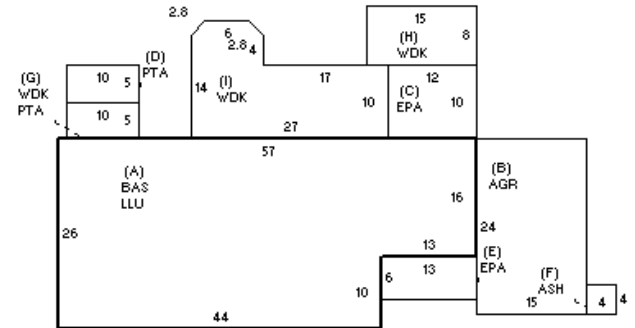 2.8
15
6
(H)
8
WDK
2.8 4
(D)
PTA
(G)
WDK
PTA
10 5
17
12
14
(I)
WDK
(C)
EPA
10
10
10 5
27
57
(A)
BAS
LLU
(B)
AGR
16
26
24
13
(E)
EPA
13
6
10
(F)
ASH
15
4
4
44